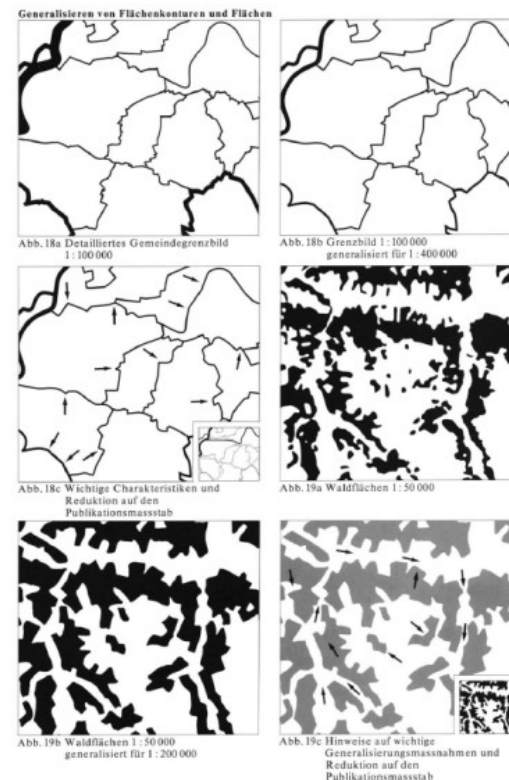 Generalisieren von Flächenkonturen und Flächen
Abb. 18a Detailliertes Gemeindegrenzbild
1:100 000
Abb. 18b Grenzbild 1:100 000
generalisiert für 1:400 000
Abb. 18c Wichtige Charakteristiken und
Reduktion auf den
Publikationsmassstab
Abb. 19a Waldflächen 1:50 000
Abb. 19b Waldflächen 1:50 000
generalisiert für 1:200 000
Abb. 19c Hinweise auf wichtige
Generalisierungsmassnahmen und
Reduktion auf den
Publikationsmassstab